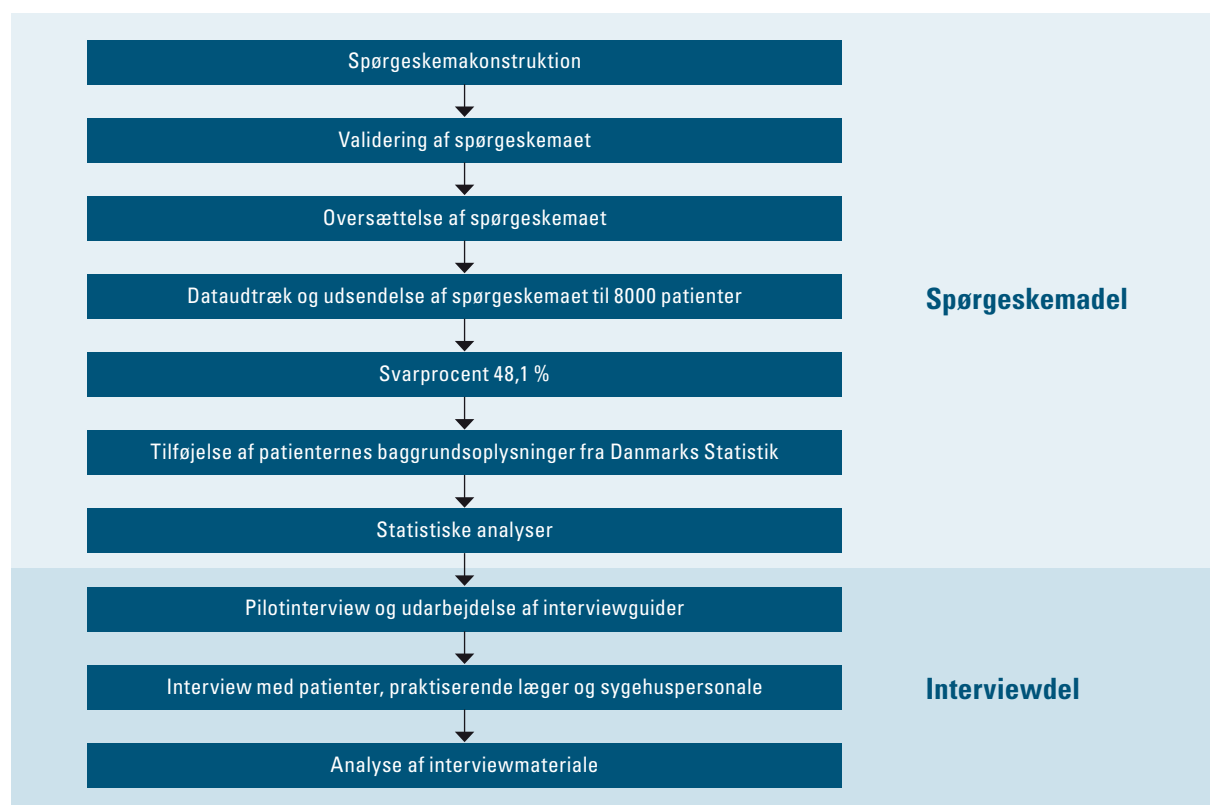 Spørgeskemakonstruktion
Validering af spørgeskemaet
Oversættelse af spørgeskemaet
Dataudtræk og udsendelse af spørgeskemaet til 8000 patienter
Spørgeskemadel
Svarprocent 48,1 %
Tilføjelse af patienternes baggrundsoplysninger fra Danmarks Statistik
Statistiske analyser
Pilotinterview og udarbejdelse af interviewguider
Interview med patienter, praktiserende læger og sygehuspersonale
Interviewdel
Analyse af interviewmateriale